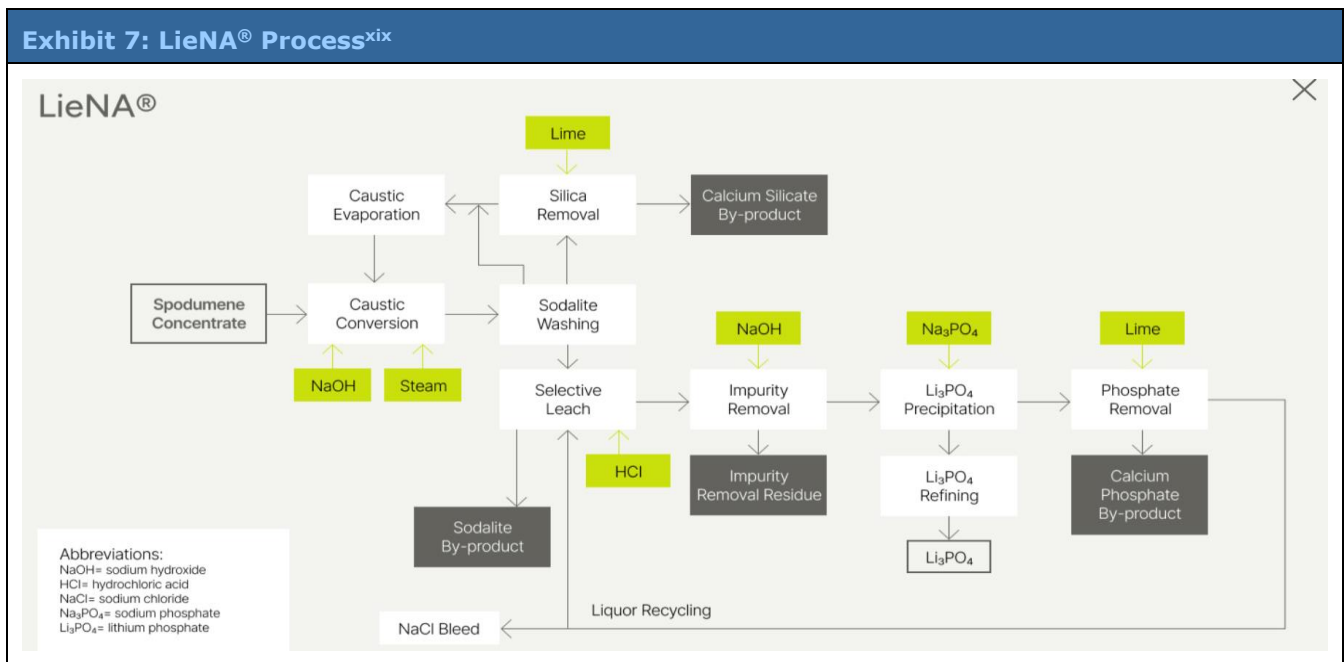 Exhibit 7: LieNA® Process^xix
LieNA®
Lime
Caustic
Evaporation
Silica
Removal
Calcium Silicate
By-product
Spodumene
Concentrate
Caustic
Conversion
Sodalite
Washing
NaOH
Na₃PO₄
Lime
NaOH
Steam
Selective
Leach
Impurity
Removal
Li₃PO₄
Precipitation
Phosphate
Removal
HCl
Impurity
Removal Residue
Li₃PO₄
Refining
Calcium
Phosphate
By-product
Sodalite
By-product
Li₃PO₄
Abbreviations:
NaOH= sodium hydroxide
HCl= hydrochloric acid
NaCl= sodium chloride
Na₃PO₄= sodium phosphate
Li₃PO₄= lithium phosphate
Liquor Recycling
NaCl Bleed